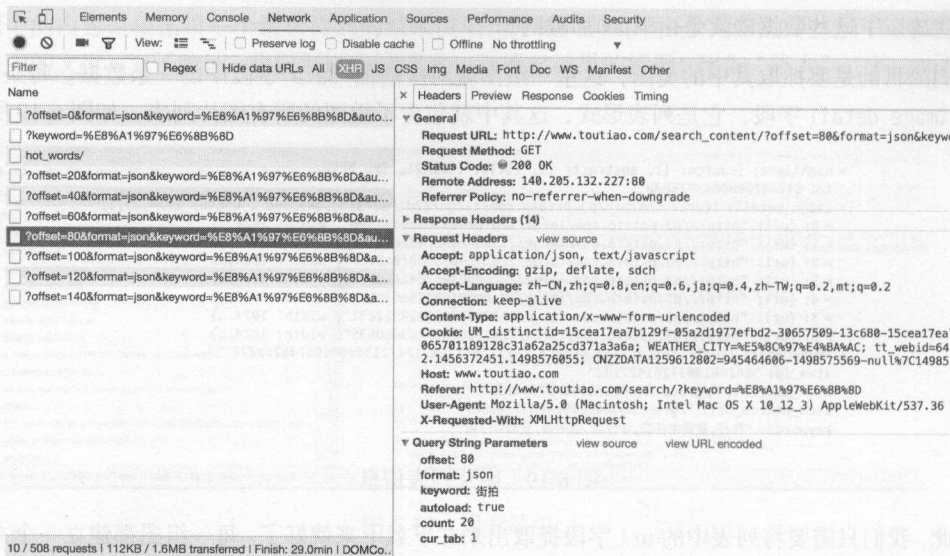 Elements Memory Console Network Application Sources Performance Audits Security
View: Preserve log Disable cache Offline No throttling
Filter Regex Hide data URLs All XHR JS CSS Img Media Font Doc WS Manifest Other
Name
?offset=0&format=json&keyword=%E8%A1%97%E6%8B%8D&auto...
?keyword=%E8%A1%97%E6%8B%8D
hot_words/
?offset=20&format=json&keyword=%E8%A1%97%E6%8B%8D&au...
?offset=40&format=json&keyword=%E8%A1%97%E6%8B%8D&au...
?offset=60&format=json&keyword=%E8%A1%97%E6%8B%8D&au...
?offset=80&format=json&keyword=%E8%A1%97%E6%8B%8D&au...
?offset=100&format=json&keyword=%E8%A1%97%E6%8B%8D&a...
?offset=120&format=json&keyword=%E8%A1%97%E6%8B%8D&a...
?offset=140&format=json&keyword=%E8%A1%97%E6%8B%8D&a...
10 / 508 requests | 112KB / 1.6MB transferred | Finish: 29.0min | DOMCo...
× Headers Preview Response Cookies Timing
General
Request URL: http://www.toutiao.com/search_content/?offset=80&format=json&keywo
Request Method: GET
Status Code: 200 OK
Remote Address: 140.205.132.227:80
Referrer Policy: no-referrer-when-downgrade
Response Headers (14)
Request Headers view source
Accept: application/json, text/javascript
Accept-Encoding: gzip, deflate, sdch
Accept-Language: zh-CN,zh;q=0.8,en;q=0.6,ja;q=0.4,zh-TW;q=0.2,mt;q=0.2
Connection: keep-alive
Content-Type: application/x-www-form-urlencoded
Cookie: UM_distinctid=15cea17ea7b129f-05a2d1977efbd2-30657509-13c680-15cea17ea
065701189128c31a62a25cd371a3a6a; WEATHER_CITY=%E5%8C%97%E4%BA%AC; tt_webid=64
2.1456372451.1498576055; CNZZDATA1259612802=945464606-1498575569-null%7C14985
Host: www.toutiao.com
Referer: http://www.toutiao.com/search/?keyword=%E8%A1%97%E6%8B%8D
User-Agent: Mozilla/5.0 (Macintosh; Intel Mac OS X 10_12_3) AppleWebKit/537.36
X-Requested-With: XMLHttpRequest
Query String Parameters view source view URL encoded
offset: 80
format: json
keyword: 街拍
autoload: true
count: 20
cur_tab: 1